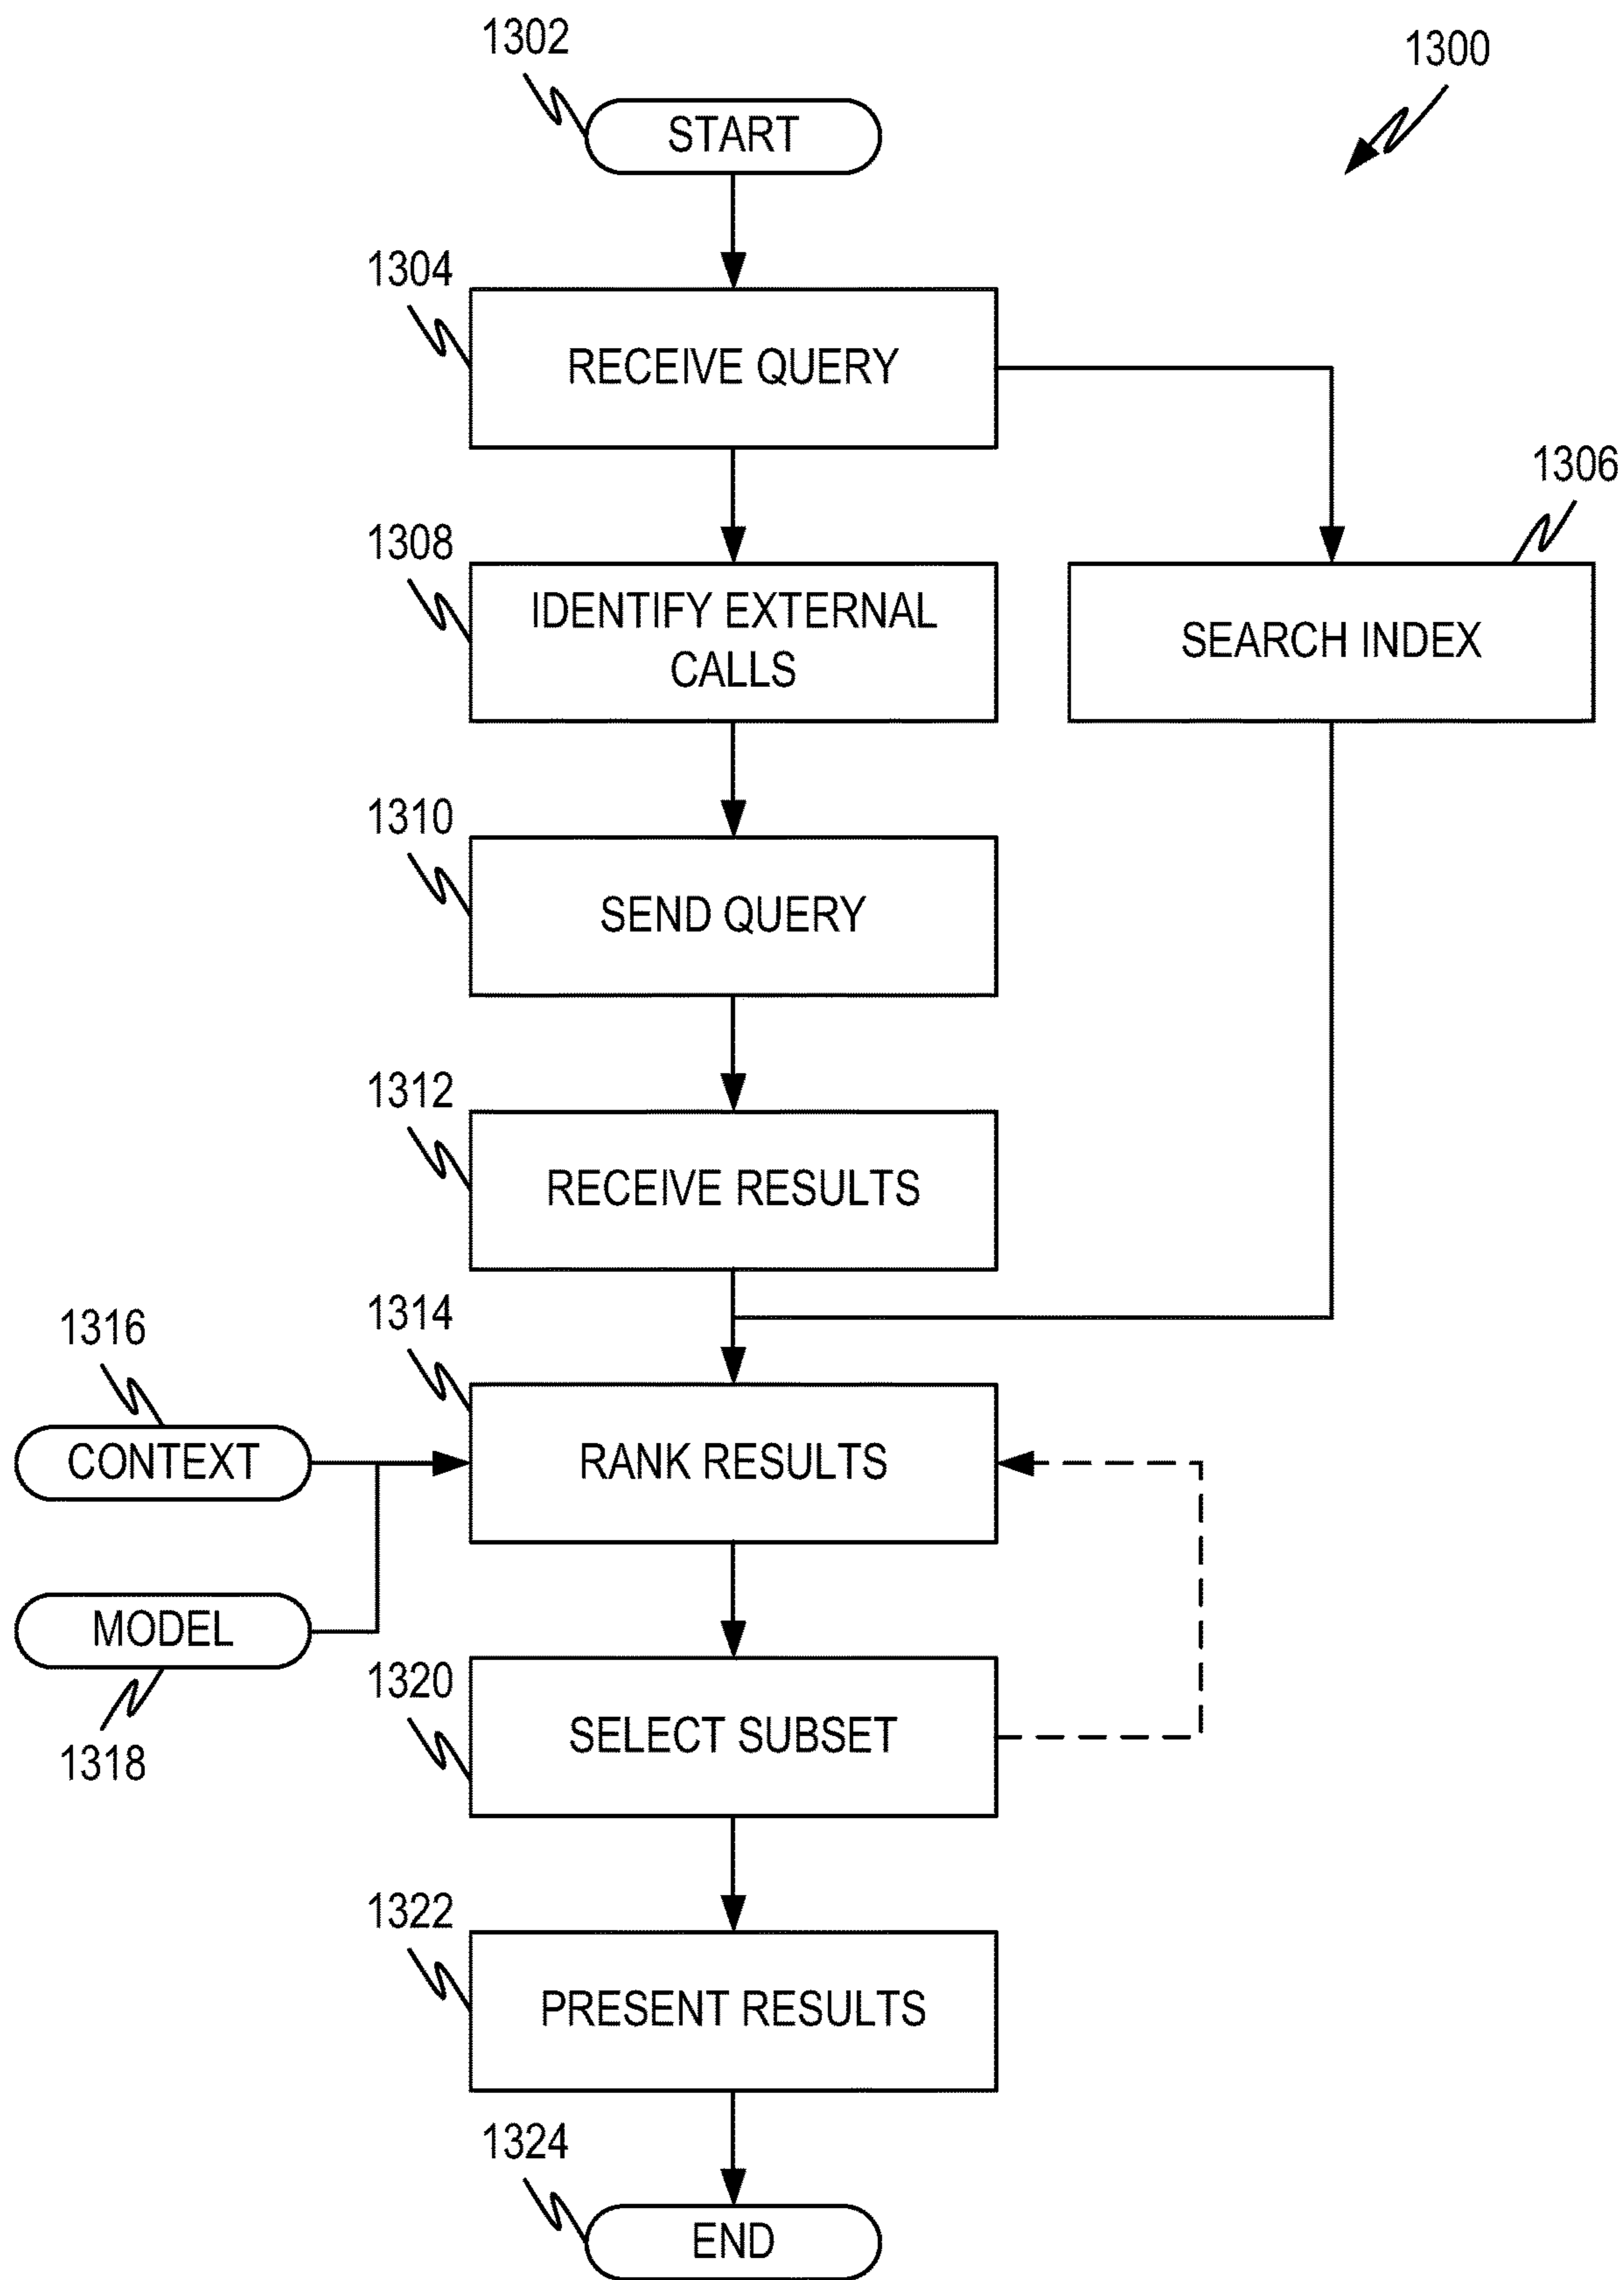 1302
1300
START
1304
RECEIVE QUERY
1306
1308
IDENTIFY EXTERNAL
CALLS
SEARCH INDEX
1310
SEND QUERY
1312
RECEIVE RESULTS
1314
1316
CONTEXT
RANK RESULTS
MODEL
1318
1320
SELECT SUBSET
1322
PRESENT RESULTS
1324
END